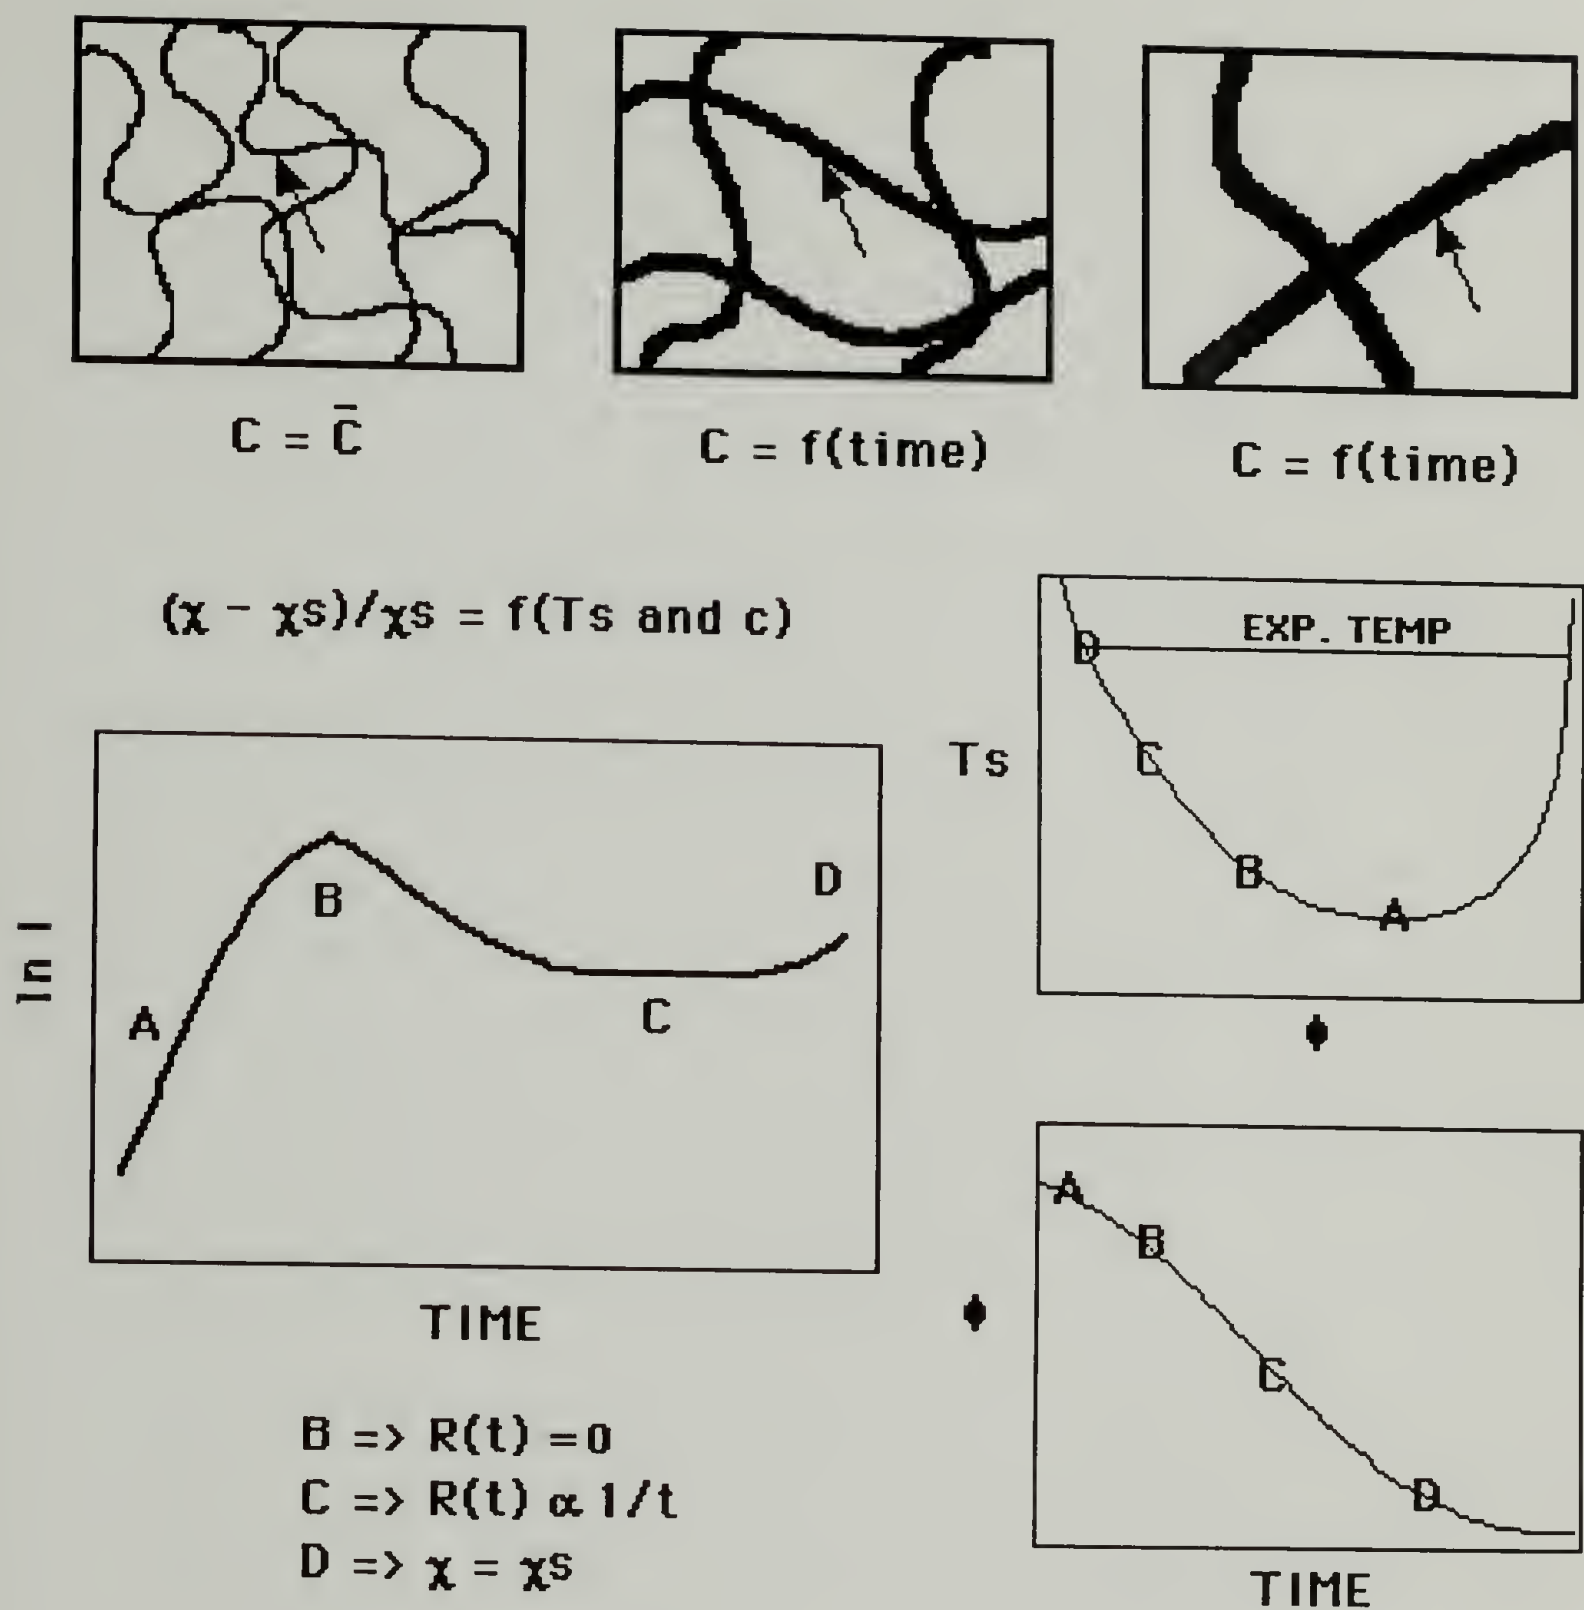 C = C̄
C = f(time)
C = f(time)
(χ - χs)/χs = f(Ts and c)
EXP. TEMP
D
C
B
A
Ts
ϕ
ln I
A
B
C
D
TIME
A
B
C
D
ϕ
TIME
B => R(t) =0
C => R(t) ∝ 1/t
D => χ = χs